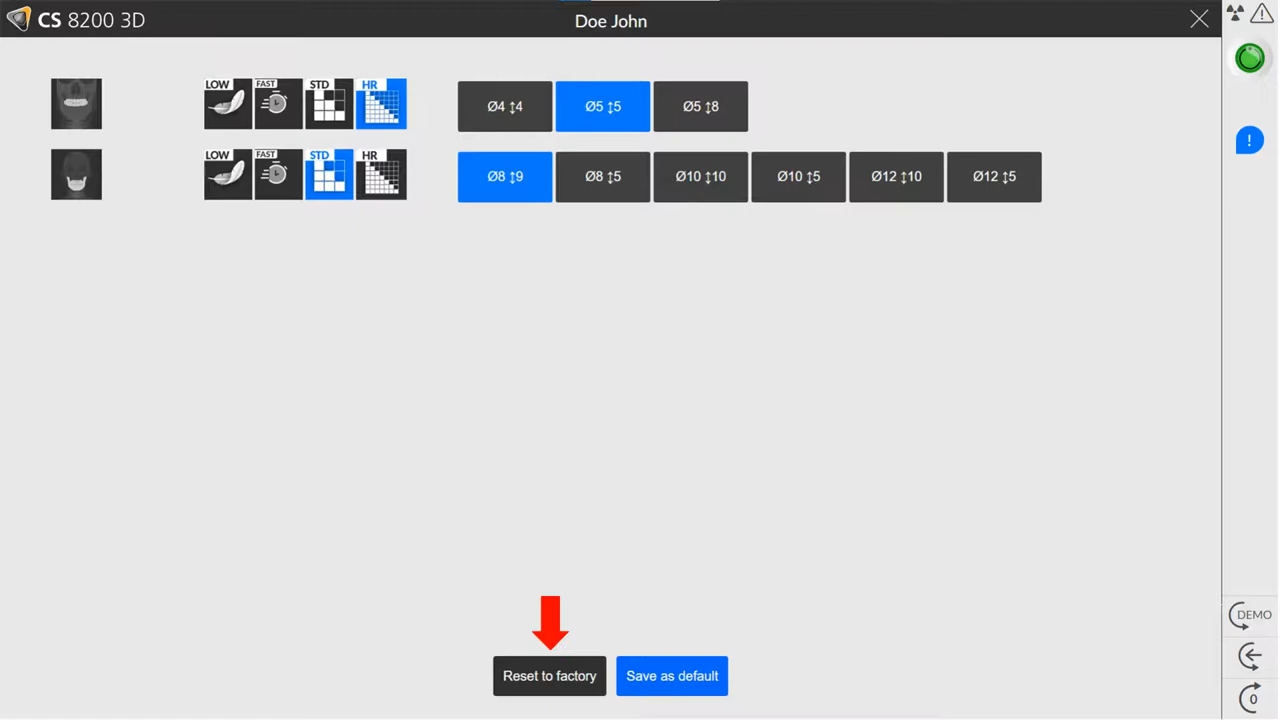 CS 8200 3D
Doe John
LOW FAST STD HR
Ø4 ↕4 Ø5 ↕5 Ø5 ↕8
LOW FAST STD HR
Ø8 ↕9 Ø8 ↕5 Ø10 ↕10 Ø10 ↕5 Ø12 ↕10 Ø12 ↕5
!
DEMO
0
Reset to factory Save as default